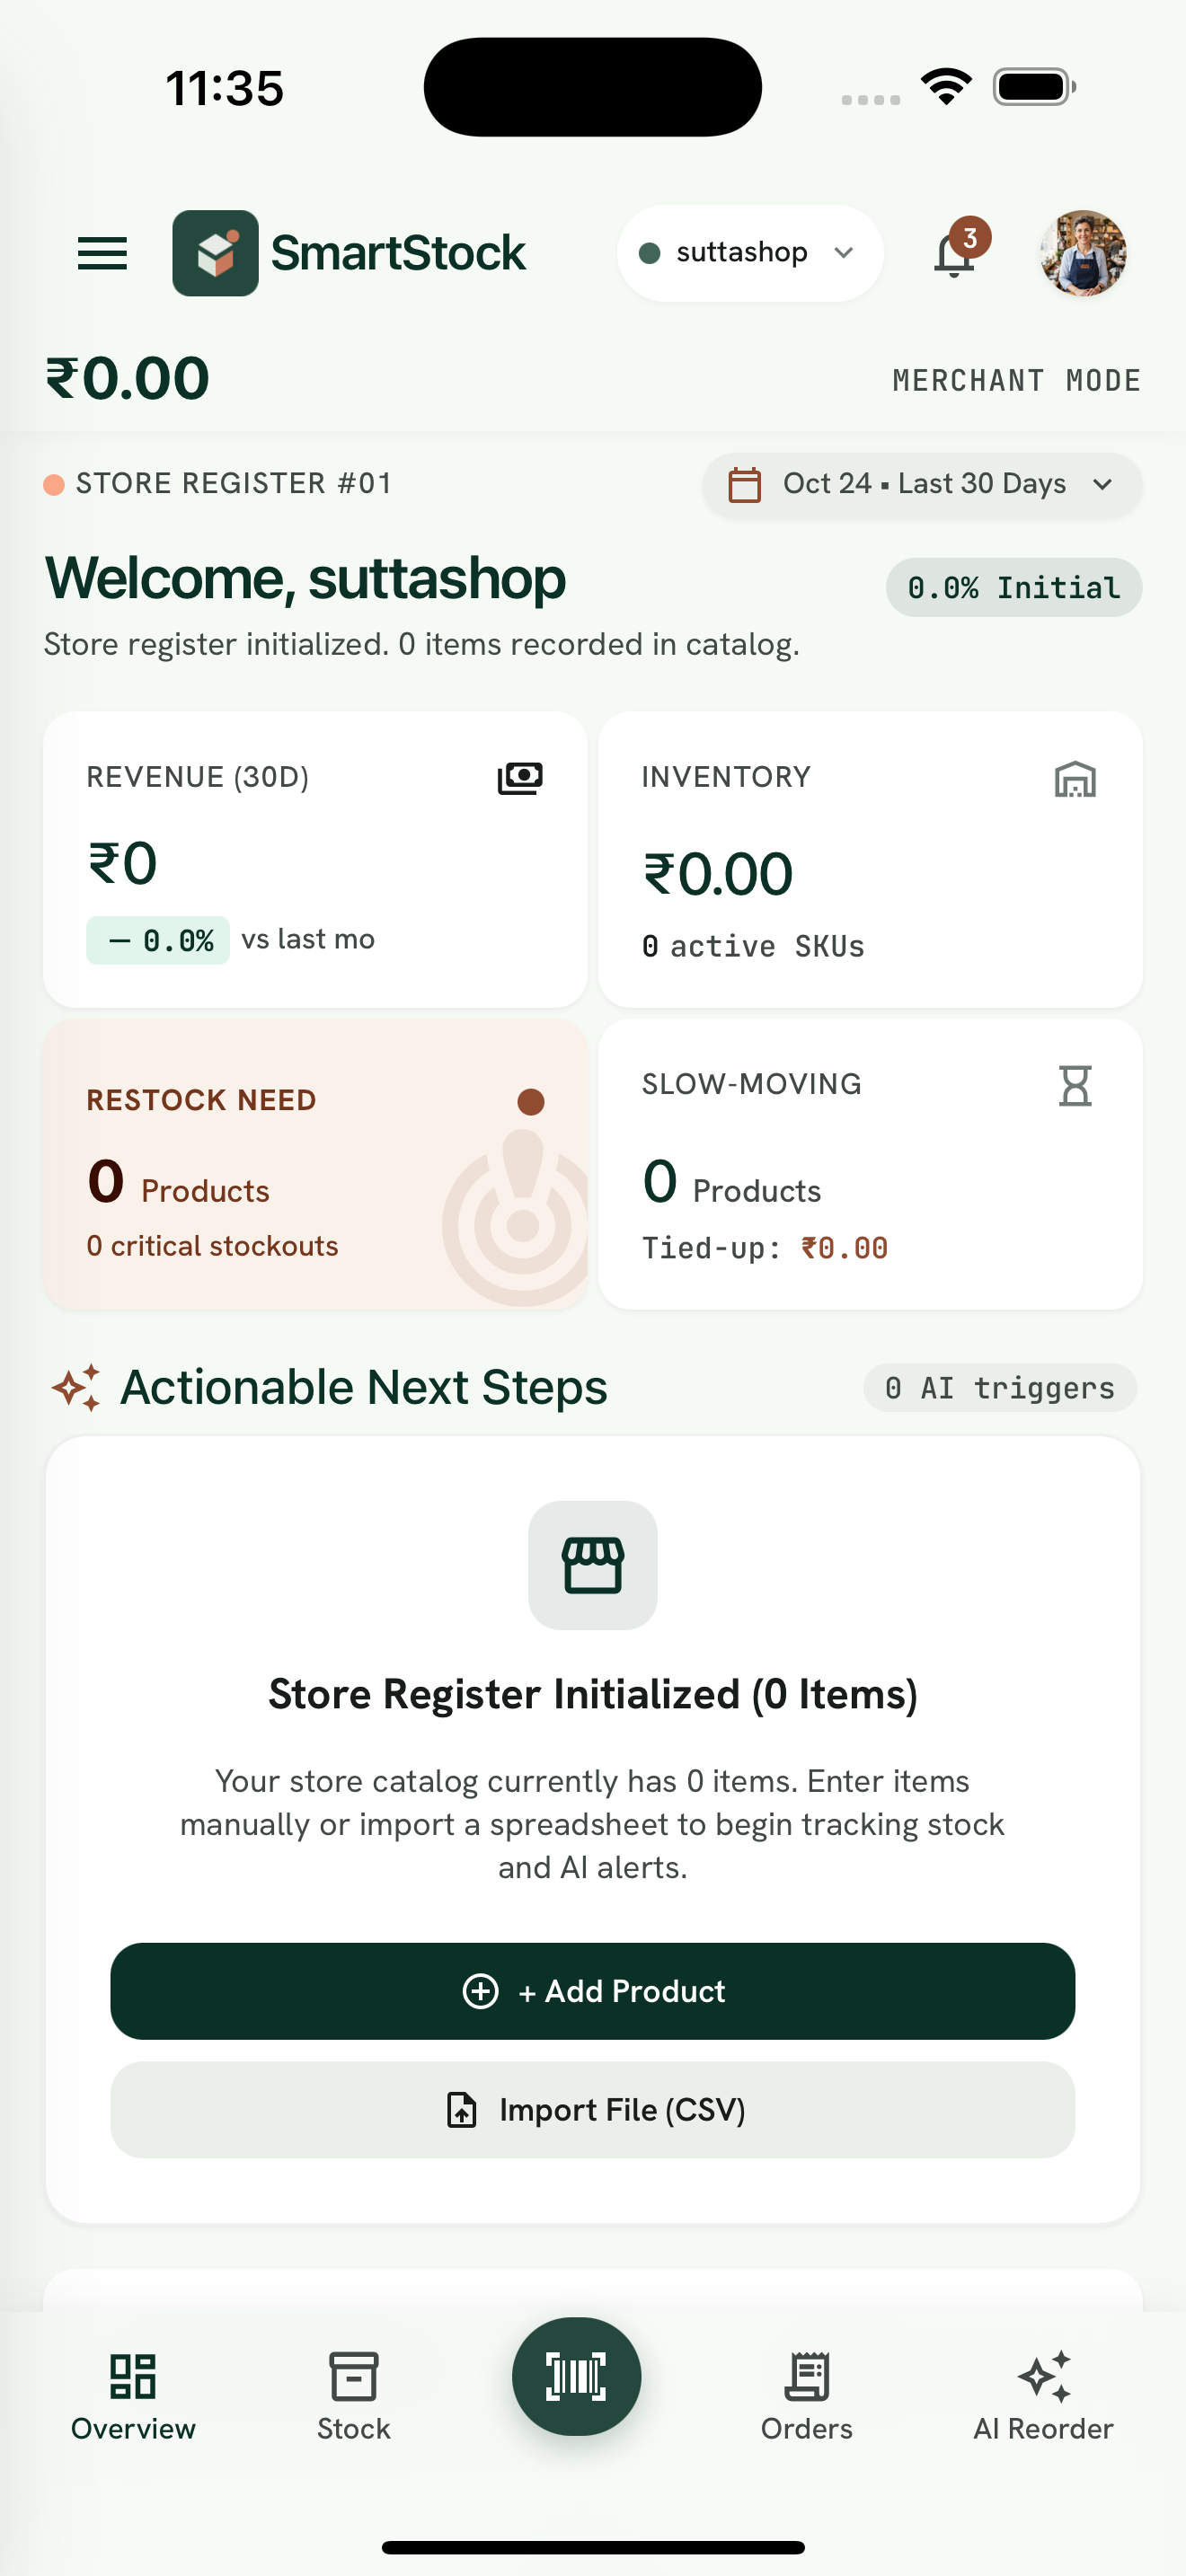 11:35
SmartStock
suttashop
3
₹0.00
MERCHANT MODE
STORE REGISTER #01
Oct 24 ▪ Last 30 Days
Welcome, suttashop
0.0% Initial
Store register initialized. 0 items recorded in catalog.
REVENUE (30D)
₹0
— 0.0% vs last mo
INVENTORY
₹0.00
0 active SKUs
RESTOCK NEED
0 Products
0 critical stockouts
SLOW-MOVING
0 Products
Tied-up: ₹0.00
Actionable Next Steps
0 AI triggers
Store Register Initialized (0 Items)
Your store catalog currently has 0 items. Enter items
manually or import a spreadsheet to begin tracking stock
and AI alerts.
+ Add Product
Import File (CSV)
Overview
Stock
Orders
AI Reorder